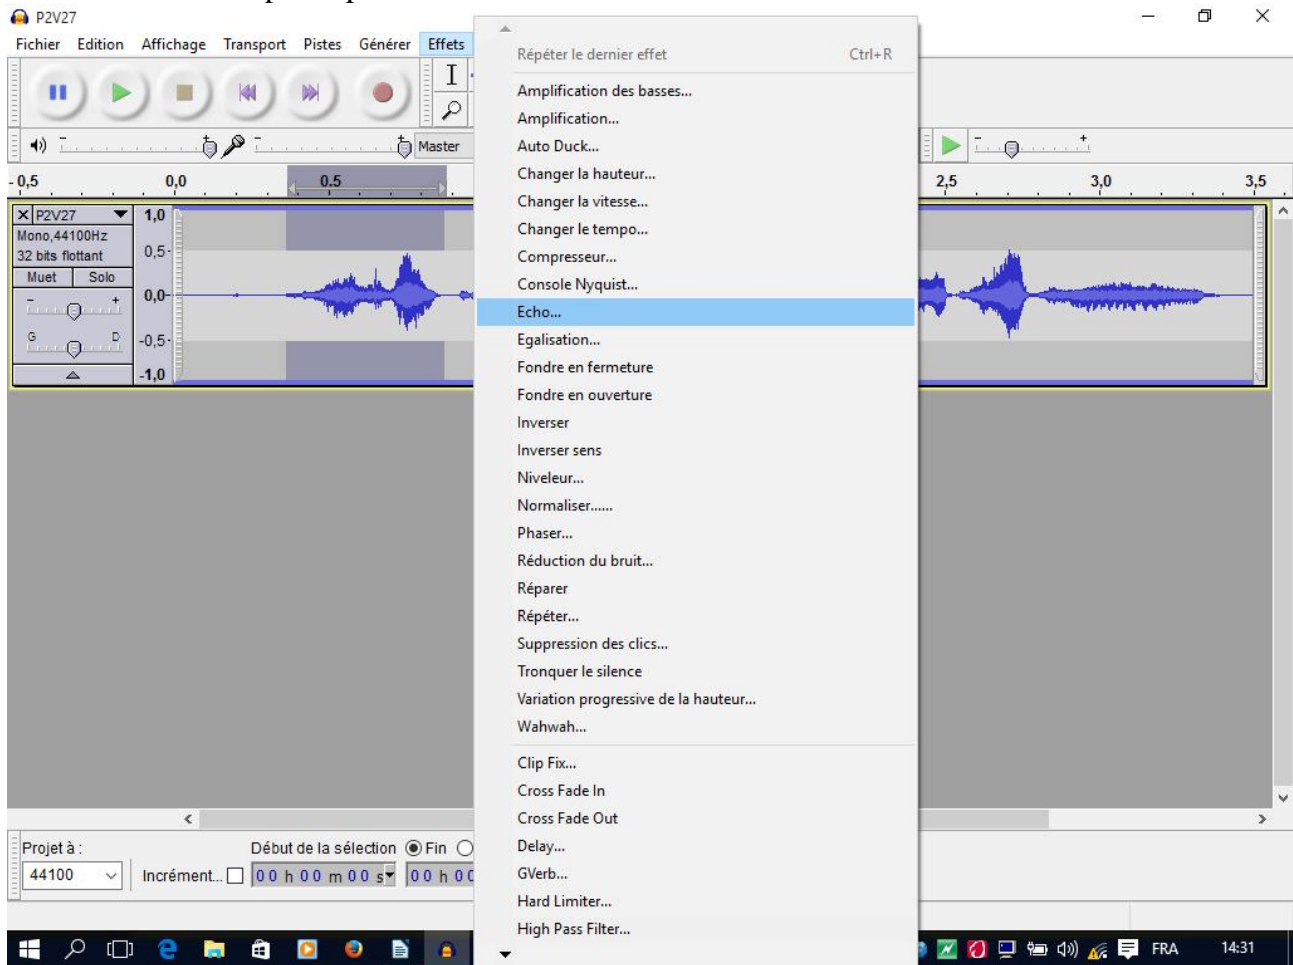 P2V27
Fichier Edition Affichage Transport Pistes Générer Effets
Répéter le dernier effet Ctrl+R
Amplification des basses...
Amplification...
Auto Duck...
Changer la hauteur...
Changer la vitesse...
Changer le tempo...
Compresseur...
Console Nyquist...
Echo...
Egalisation...
Fondre en fermeture
Fondre en ouverture
Inverser
Inverser sens
Niveleur...
Normaliser......
Phaser...
Réduction du bruit...
Réparer
Répéter...
Suppression des clics...
Tronquer le silence
Variation progressive de la hauteur...
Wahwah...
Clip Fix...
Cross Fade In
Cross Fade Out
Delay...
GVerb...
Hard Limiter...
High Pass Filter...
Master
- 0,5 0,0 0,5 2,5 3,0 3,5
P2V27
Mono,44100Hz
32 bits flottant
Muet Solo
- +
G D
1,0
0,5-
0,0-
-0,5-
-1,0
Projet à : Début de la sélection Fin
44100 Incrément... 00 h 00 m 00 s 00 h 00
FRA 14:31